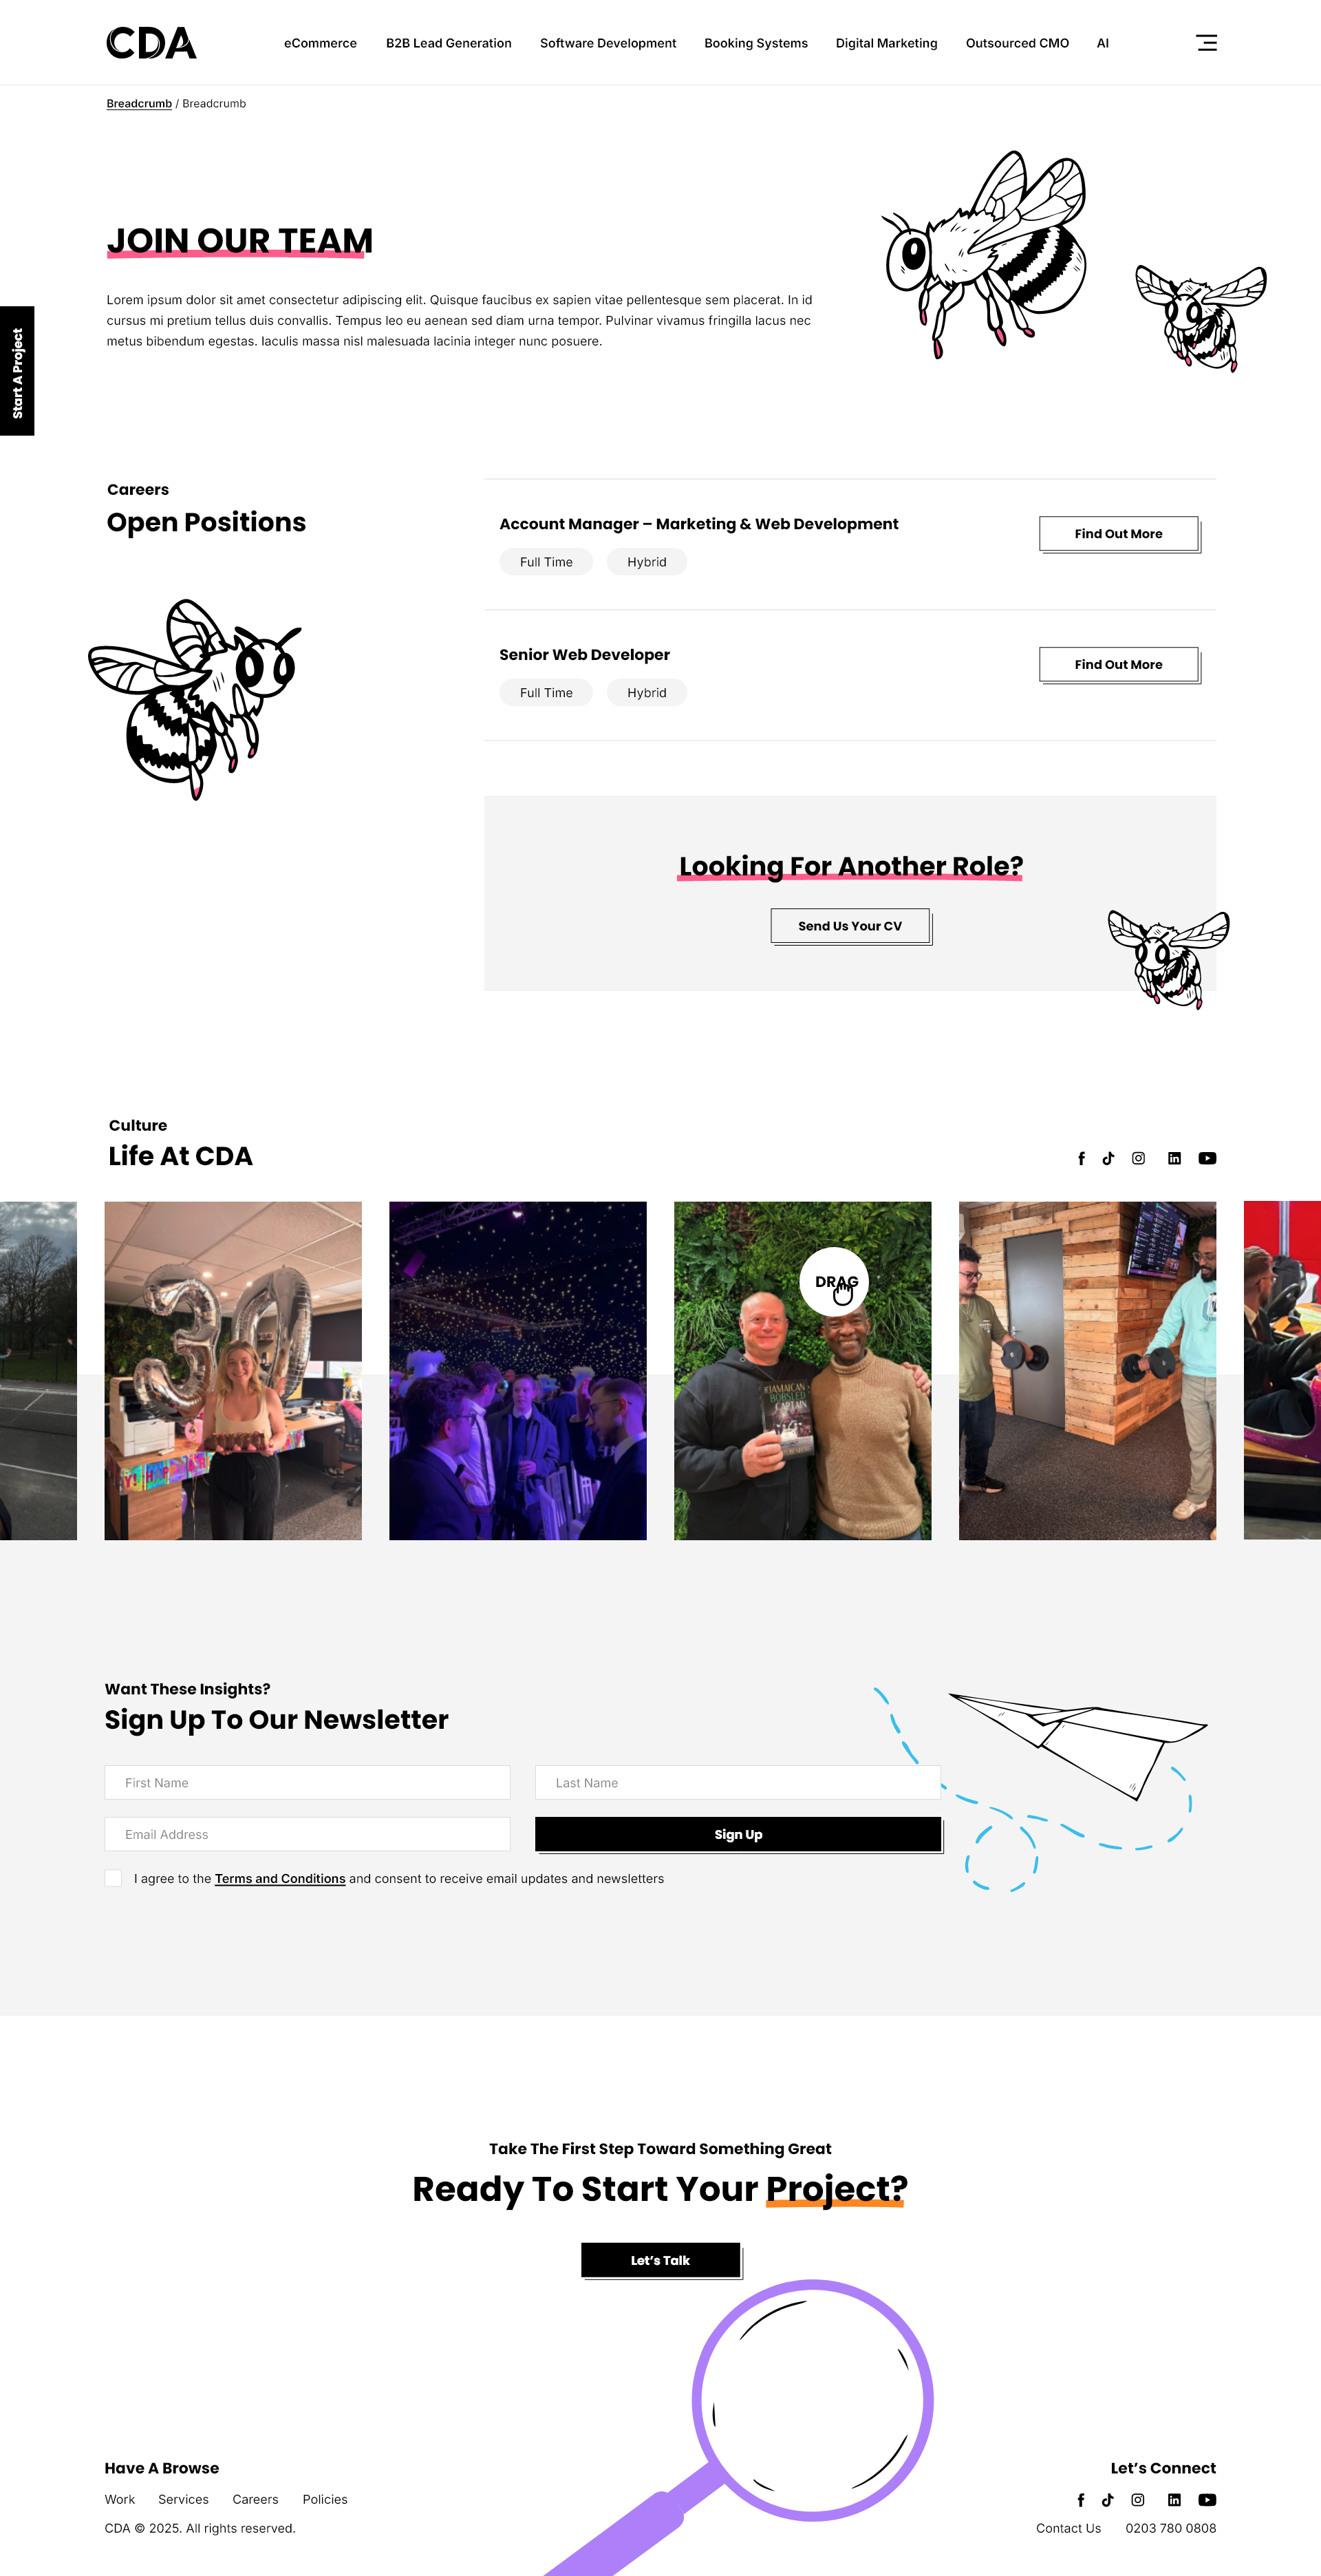 CDA
eCommerce B2B Lead Generation Software Development Booking Systems Digital Marketing Outsourced CMO AI
Breadcrumb / Breadcrumb
JOIN OUR TEAM
Lorem ipsum dolor sit amet consectetur adipiscing elit. Quisque faucibus ex sapien vitae pellentesque sem placerat. In id
cursus mi pretium tellus duis convallis. Tempus leo eu aenean sed diam urna tempor. Pulvinar vivamus fringilla lacus nec
metus bibendum egestas. Iaculis massa nisl malesuada lacinia integer nunc posuere.
Start A Project
Careers
Open Positions
Account Manager – Marketing & Web Development
Find Out More
Full Time Hybrid
Senior Web Developer
Find Out More
Full Time Hybrid
Looking For Another Role?
Send Us Your CV
Culture
Life At CDA
30
DRAG
JAMAICAN
BOBSLED
CAPTAIN
Want These Insights?
Sign Up To Our Newsletter
First Name Last Name
Email Address Sign Up
I agree to the Terms and Conditions and consent to receive email updates and newsletters
Take The First Step Toward Something Great
Ready To Start Your Project?
Let's Talk
Have A Browse
Work Services Careers Policies
CDA © 2025. All rights reserved.
Let's Connect
Contact Us 0203 780 0808